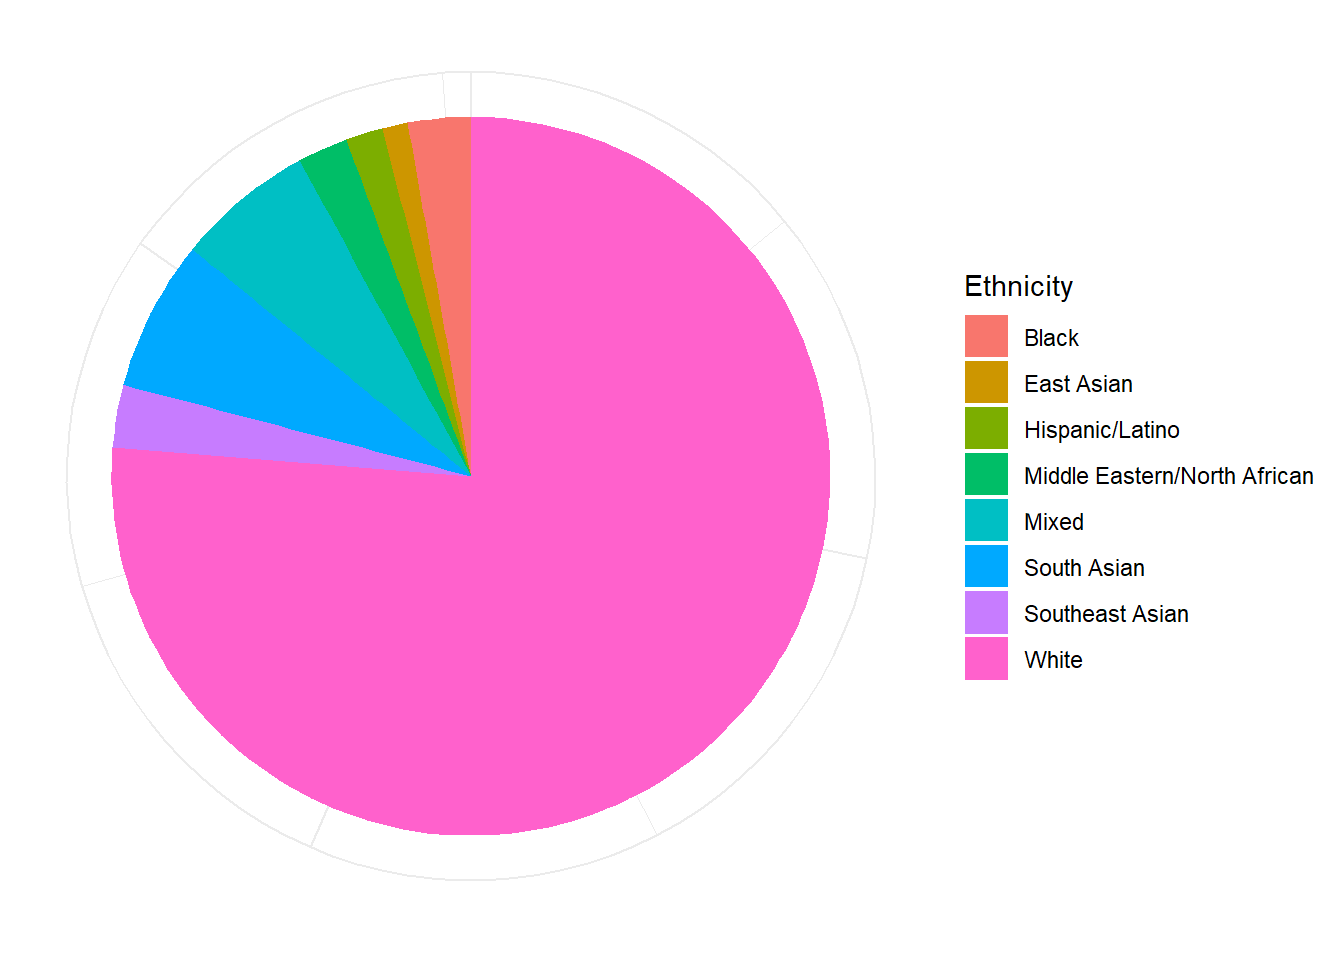 Ethnicity
Black
East Asian
Hispanic/Latino
Middle Eastern/North African
Mixed
South Asian
Southeast Asian
White